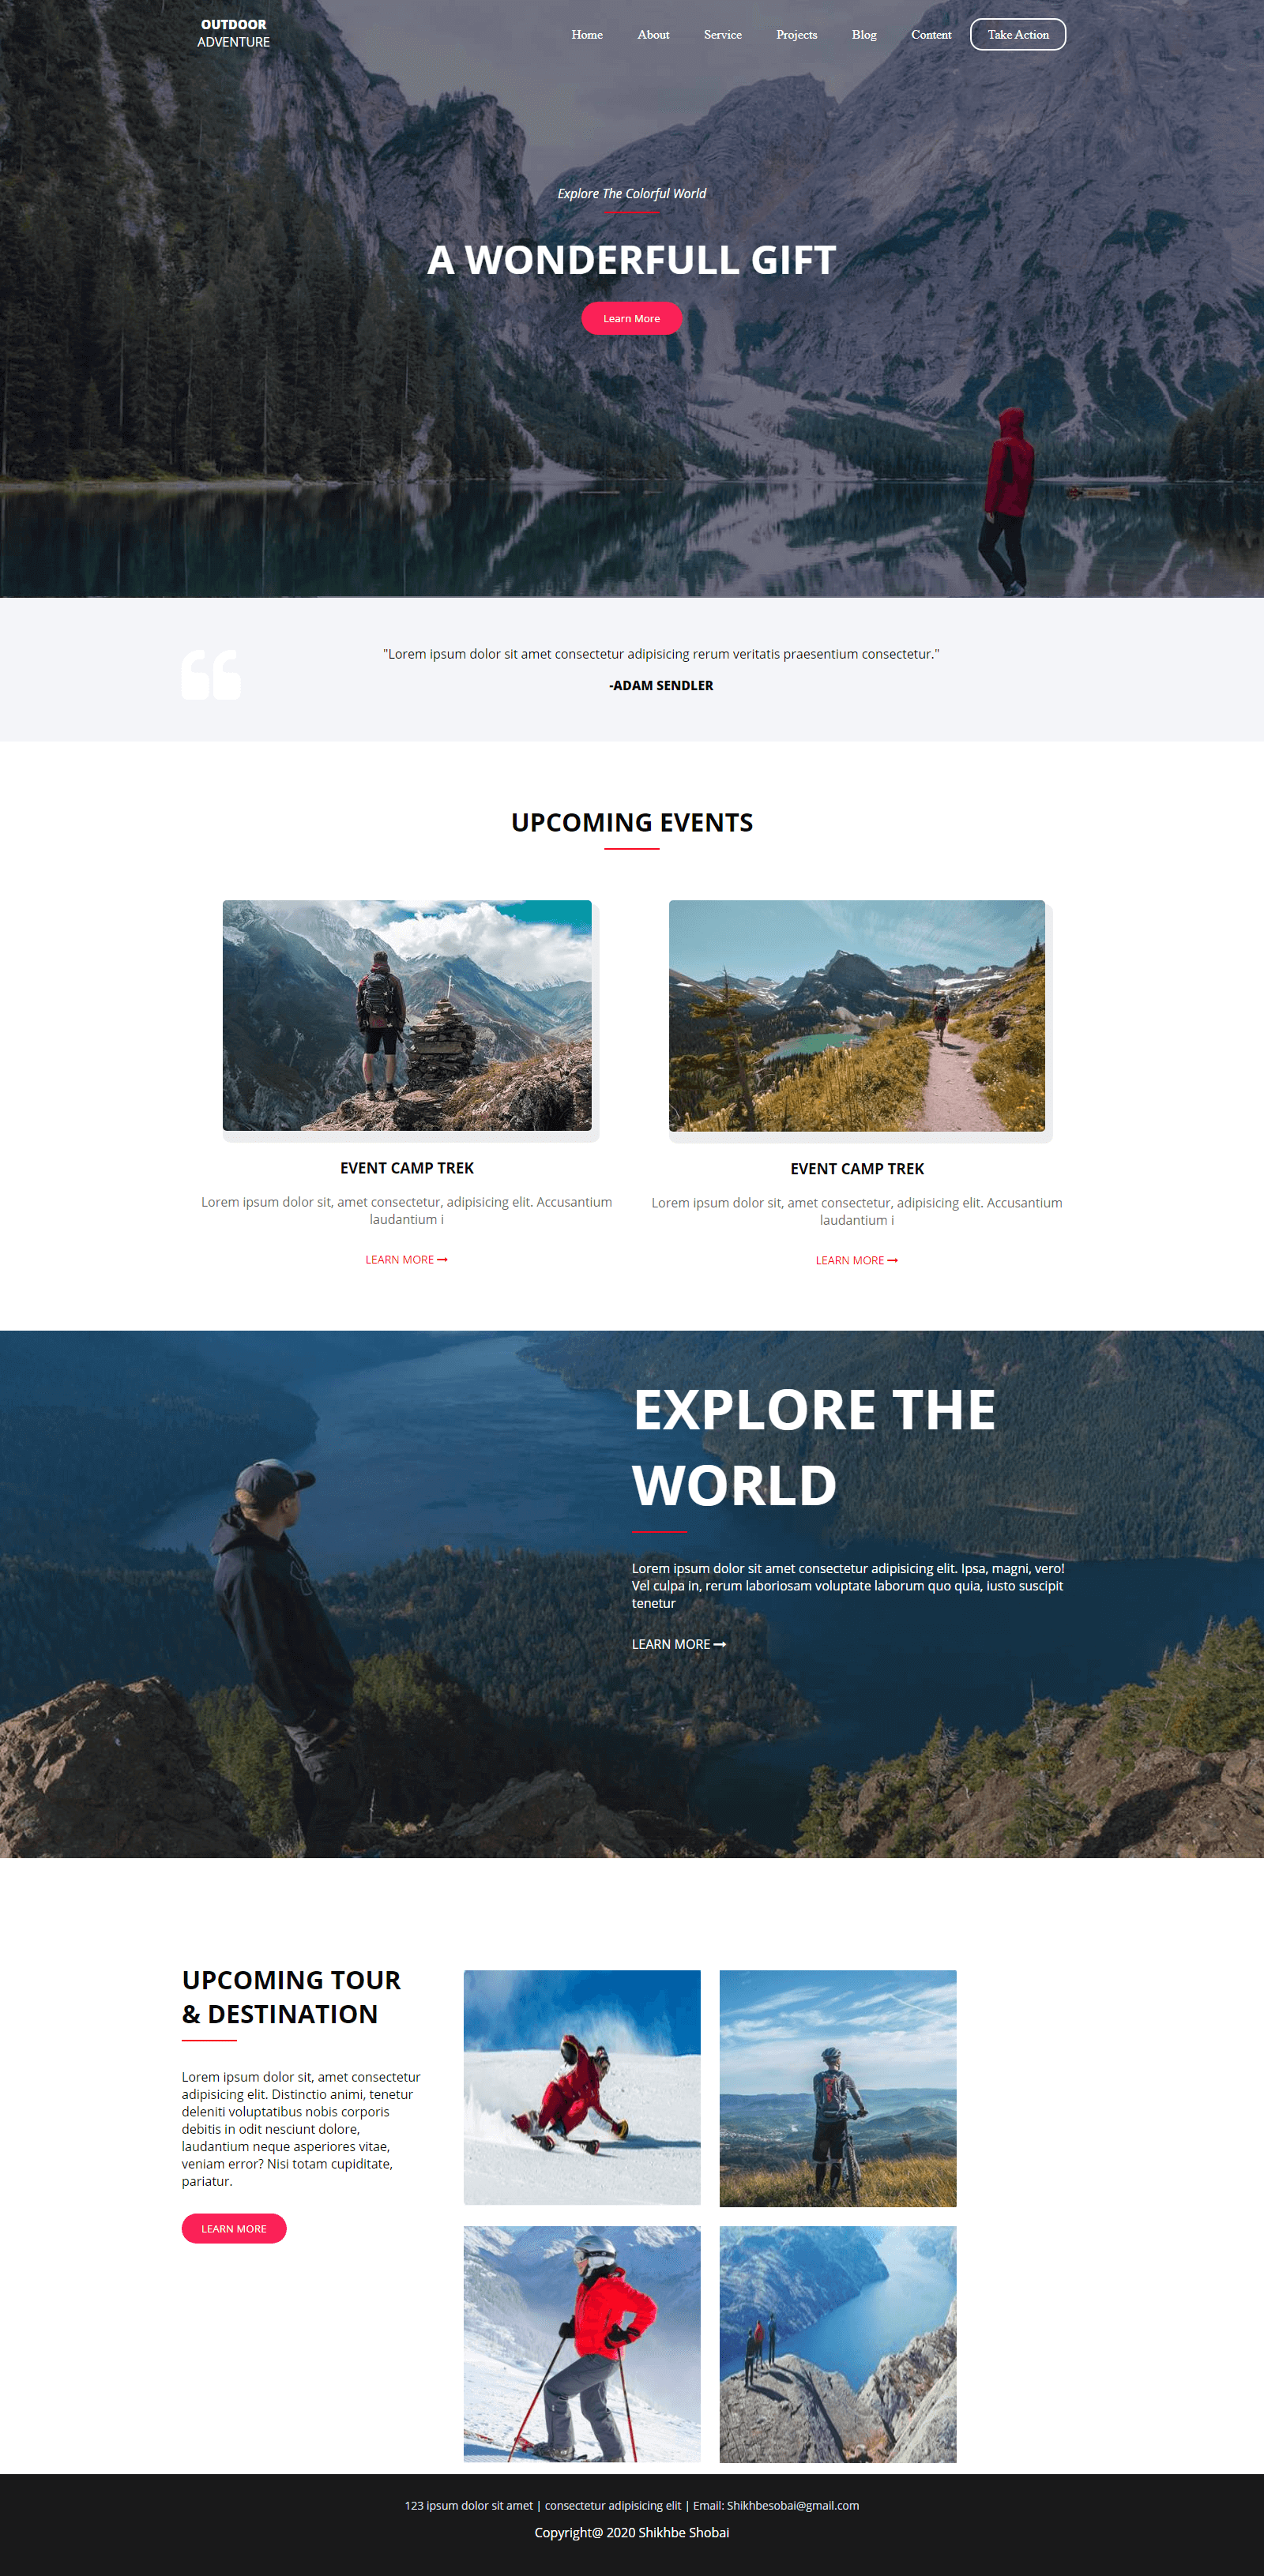 OUTDOOR
ADVENTURE
Home About Service Projects Blog Content Take Action
Explore The Colorful World
A WONDERFULL GIFT
Learn More
"Lorem ipsum dolor sit amet consectetur adipisicing rerum veritatis praesentium consectetur."
-ADAM SENDLER
UPCOMING EVENTS
EVENT CAMP TREK
Lorem ipsum dolor sit, amet consectetur, adipisicing elit. Accusantium
laudantium i
LEARN MORE
EVENT CAMP TREK
Lorem ipsum dolor sit, amet consectetur, adipisicing elit. Accusantium
laudantium i
LEARN MORE
EXPLORE THE
WORLD
Lorem ipsum dolor sit amet consectetur adipisicing elit. Ipsa, magni, vero!
Vel culpa in, rerum laboriosam voluptate laborum quo quia, iusto suscipit
tenetur
LEARN MORE
UPCOMING TOUR
& DESTINATION
Lorem ipsum dolor sit, amet consectetur
adipisicing elit. Distinctio animi, tenetur
deleniti voluptatibus nobis corporis
debitis in odit nesciunt dolore,
laudantium neque asperiores vitae,
veniam error? Nisi totam cupiditate,
pariatur.
LEARN MORE
123 ipsum dolor sit amet | consectetur adipisicing elit | Email: Shikhbesobai@gmail.com
Copyright@ 2020 Shikhbe Shobai